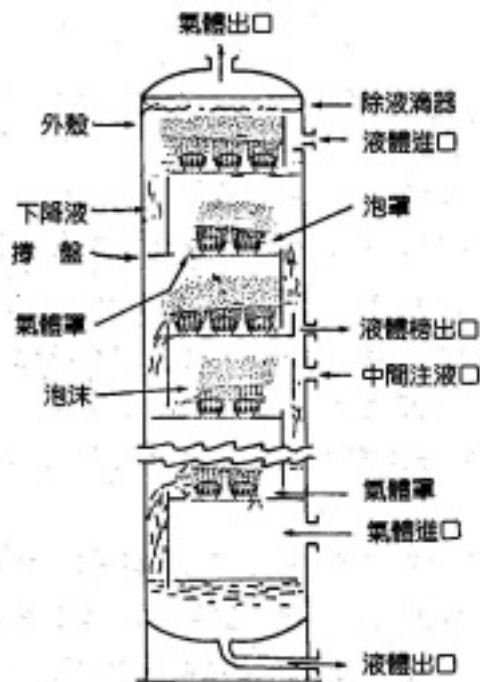 氣體出口
除液滴器
外殼
液體進口
下降液
泡罩
撐 盤
氣體罩
液體榜出口
中間注液口
泡沫
氣體罩
氣體進口
液體出口